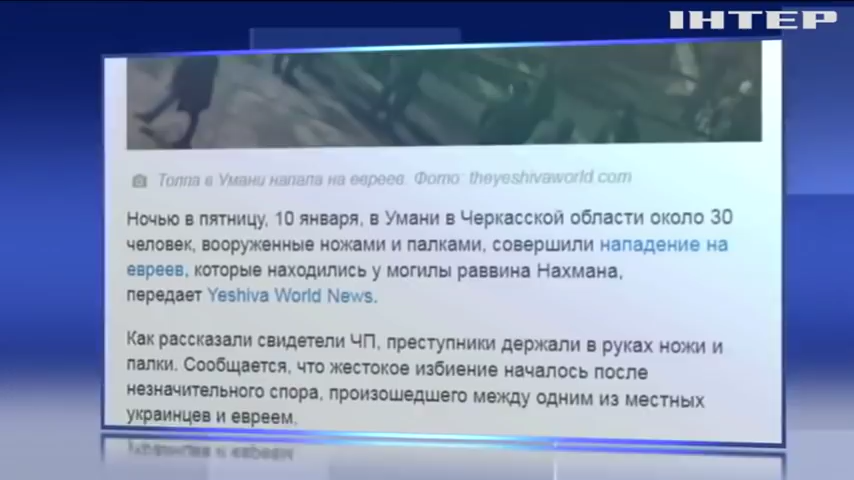 ІНТЕР
Толпа в Умани напала на евреев. Фото: theyeshivaworld.com
Ночью в пятницу, 10 января, в Умани в Черкасской области около 30
человек, вооруженные ножами и палками, совершили нападение на
евреев, которые находились у могилы раввина Нахмана,
передает Yeshiva World News.
Как рассказали свидетели ЧП, преступники держали в руках ножи и
палки. Сообщается, что жестокое избиение началось после
незначительного спора, произошедшего между одним из местных
украинцев и евреем.